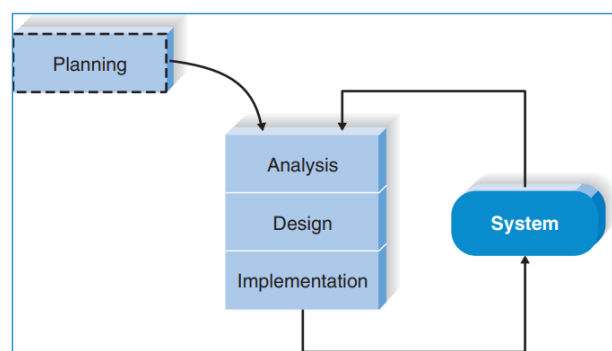 Planning
Analysis
Design
System
Implementation